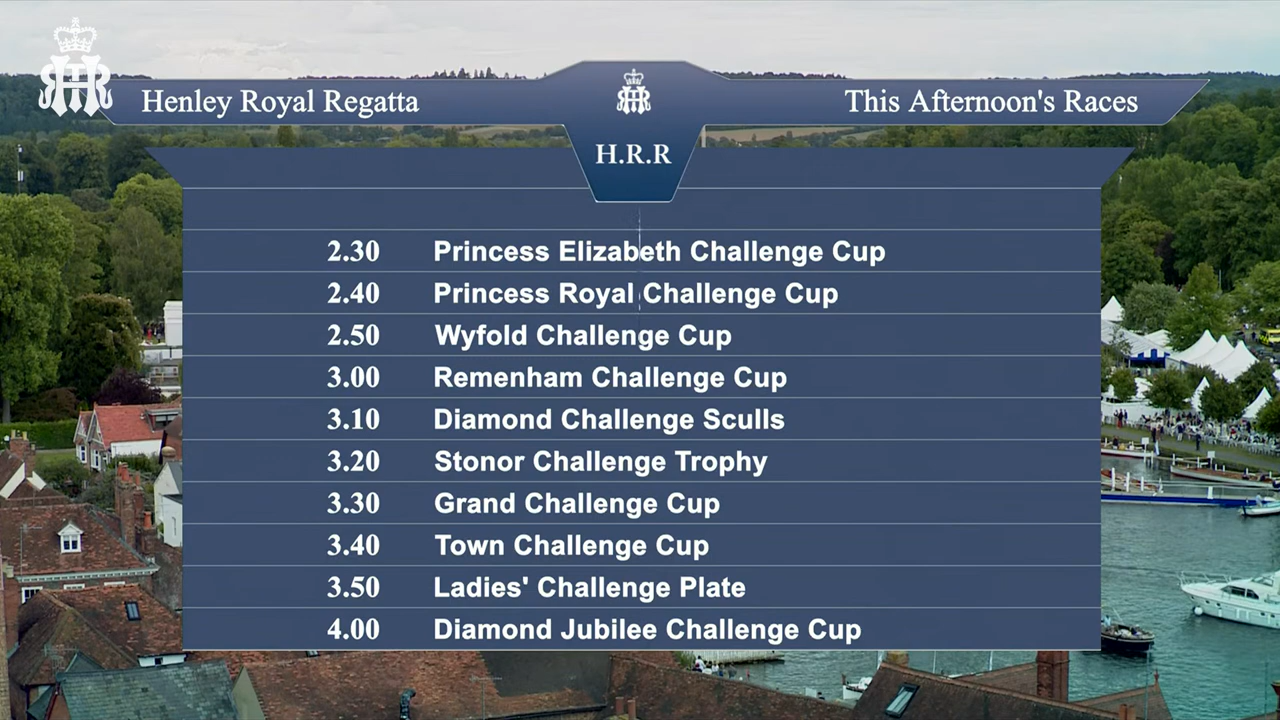 Henley Royal Regatta
This Afternoon's Races
H.R.R
2.30 Princess Elizabeth Challenge Cup
2.40 Princess Royal Challenge Cup
2.50 Wyfold Challenge Cup
3.00 Remenham Challenge Cup
3.10 Diamond Challenge Sculls
3.20 Stonor Challenge Trophy
3.30 Grand Challenge Cup
3.40 Town Challenge Cup
3.50 Ladies' Challenge Plate
4.00 Diamond Jubilee Challenge Cup